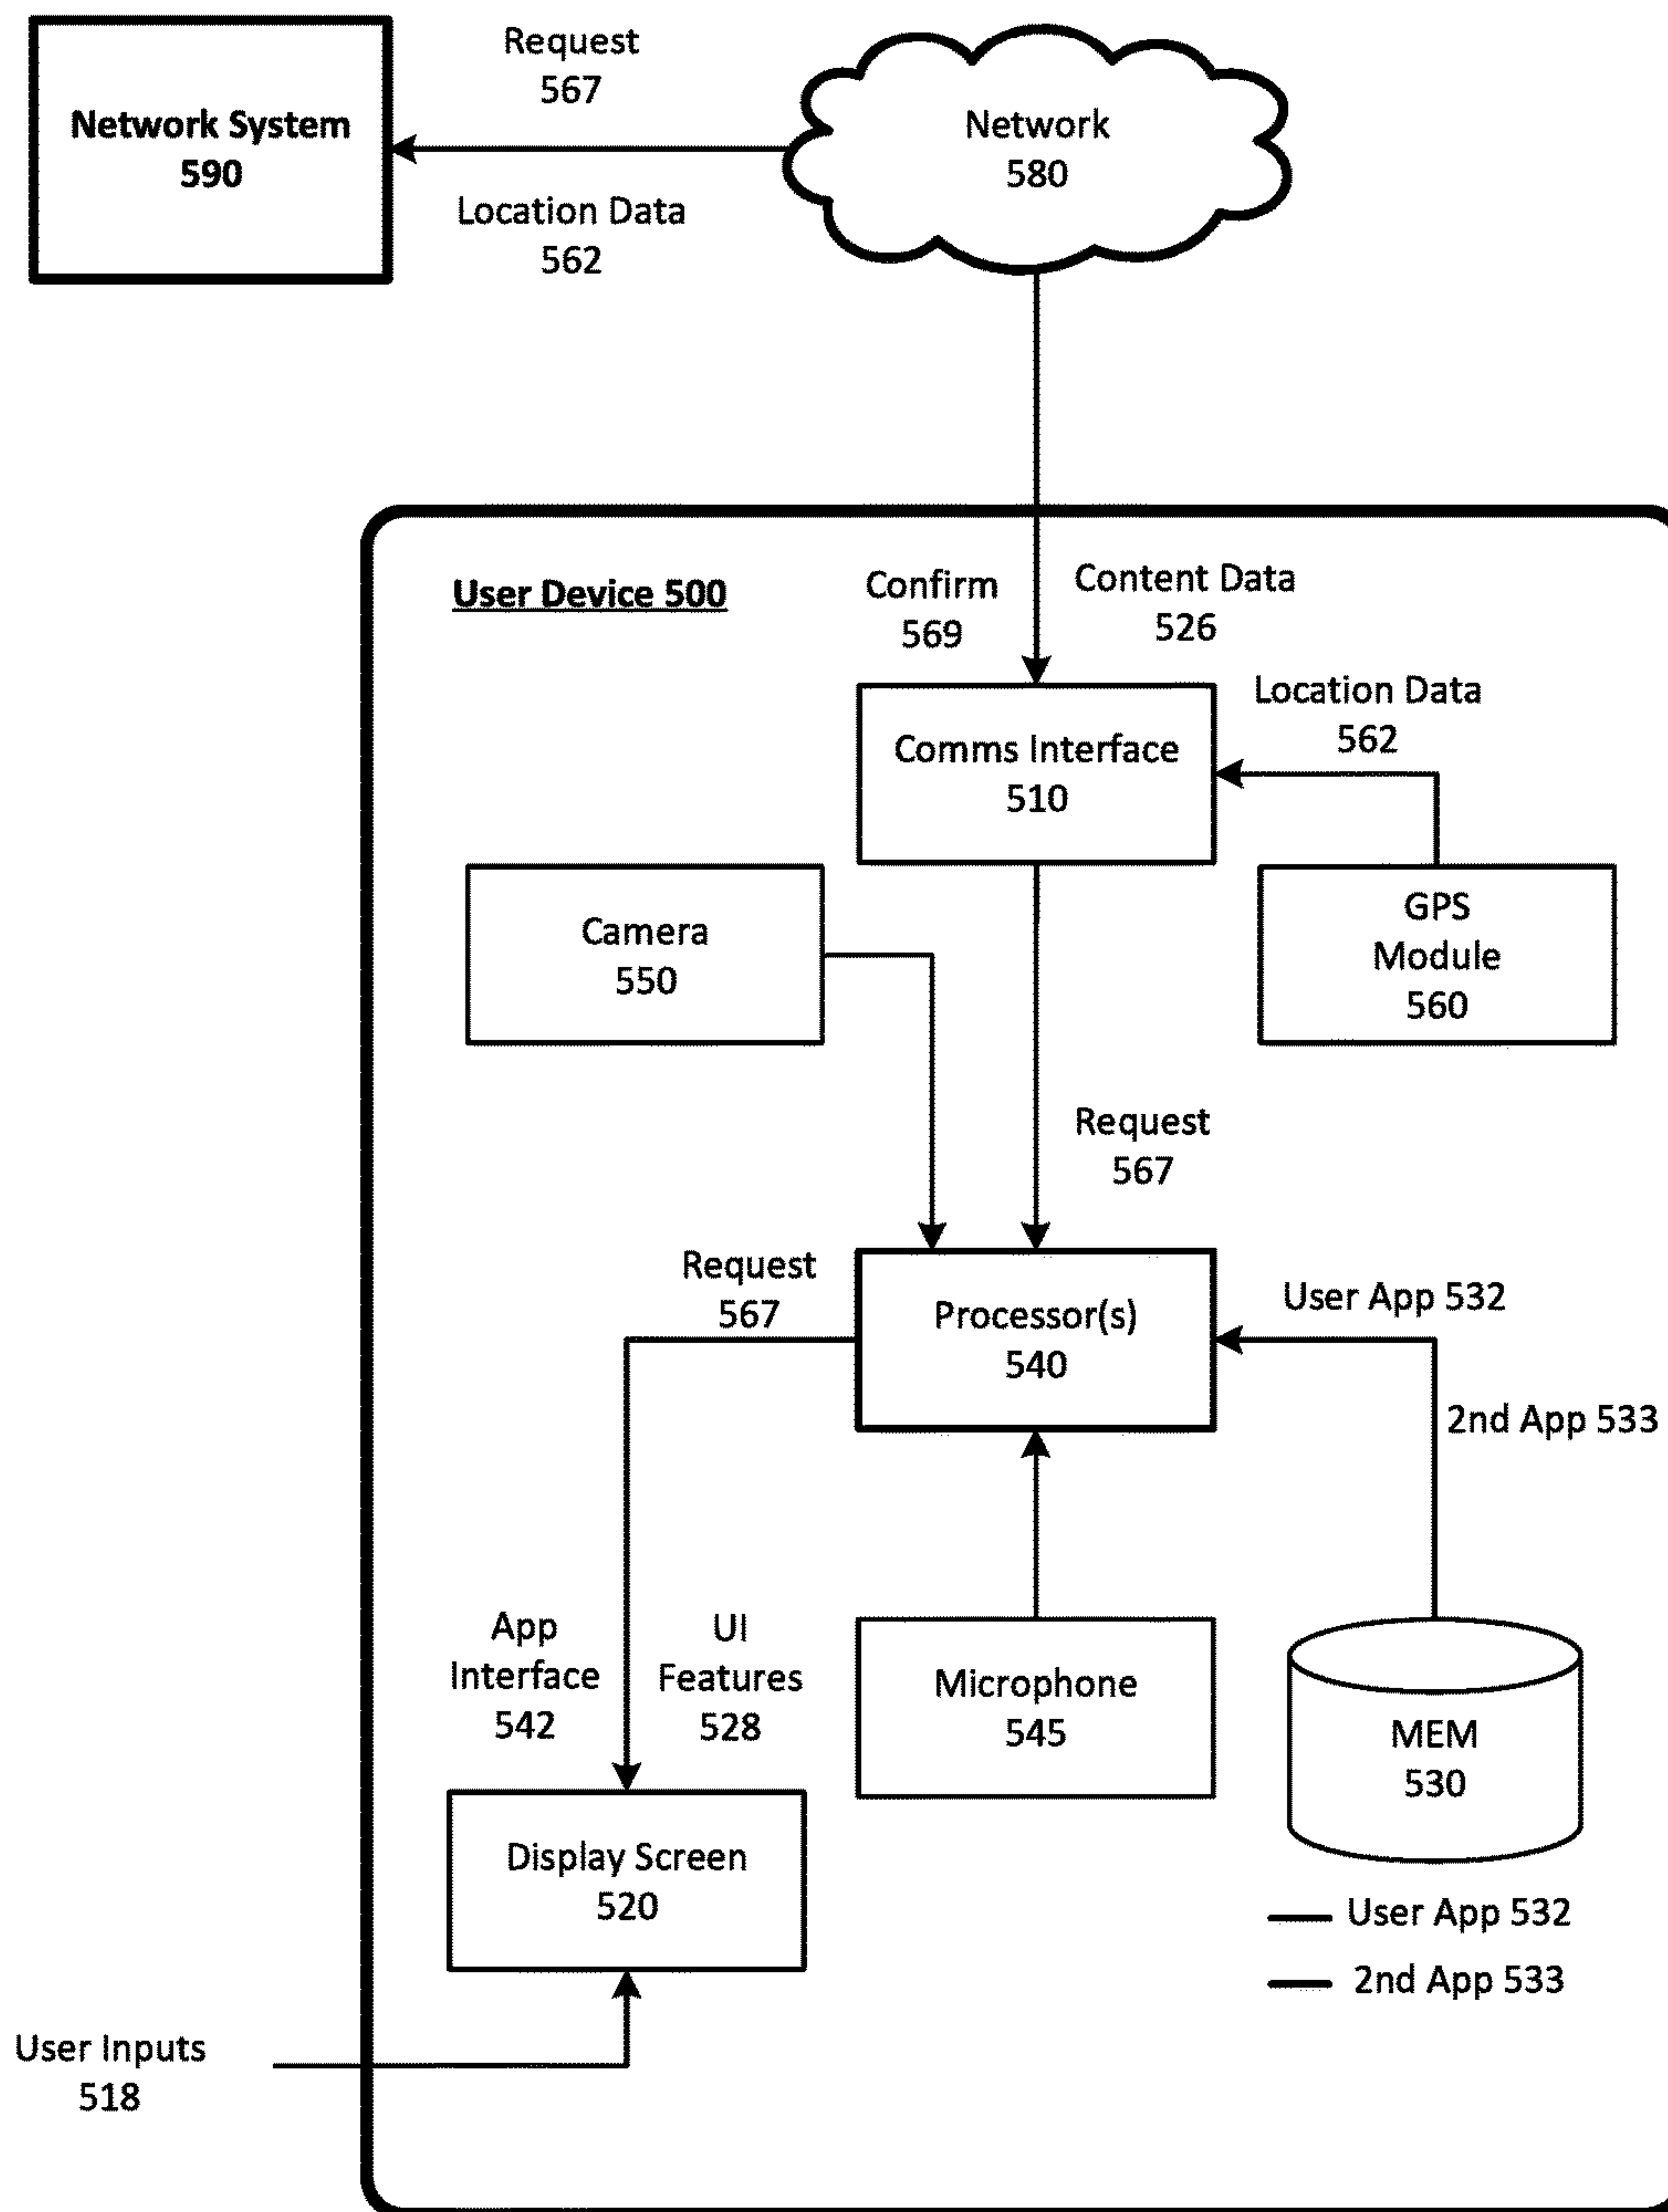 Request
567
Network System
590
Network
580
Location Data
562
User Device 500
Confirm
569
Content Data
526
Location Data
562
Comms Interface
510
Camera
550
GPS
Module
560
Request
567
Request
567
Processor(s)
540
User App 532
2nd App 533
App
Interface
542
UI
Features
528
Microphone
545
MEM
530
Display Screen
520
User App 532
2nd App 533
User Inputs
518